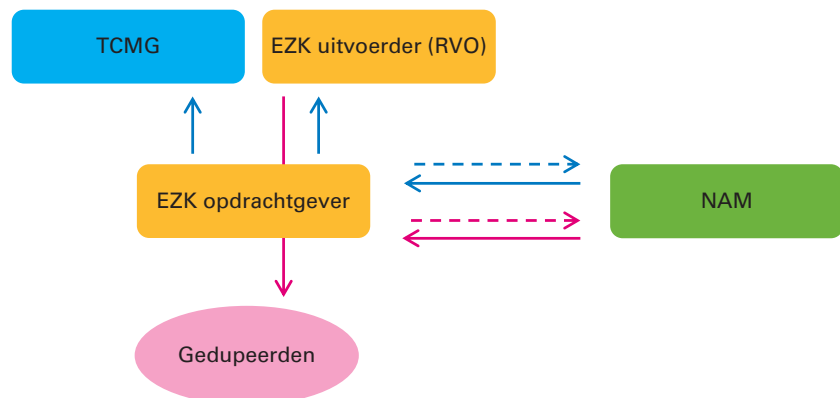 TCMG
EZK uitvoerder (RVO)
EZK opdrachtgever
NAM
Gedupeerden